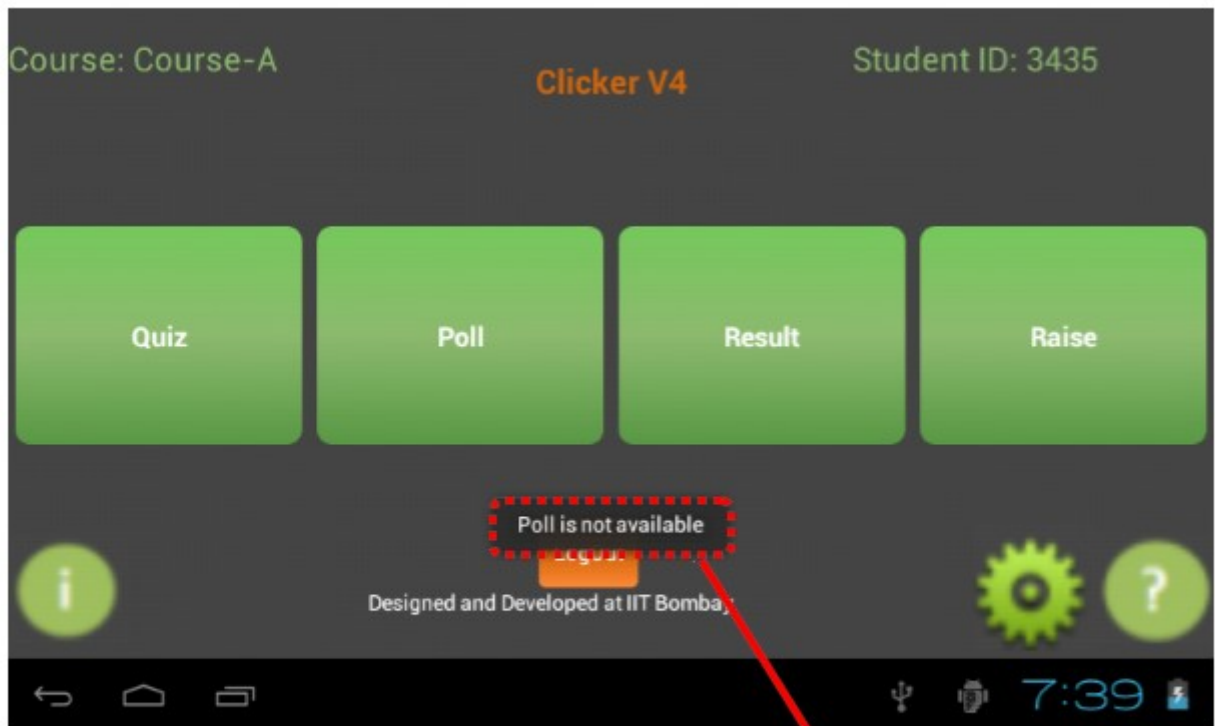 Course: Course-A
Clicker V4
Student ID: 3435
Quiz
Poll
Result
Raise
Poll is not available
Designed and Developed at IIT Bombay
i
?
7:39